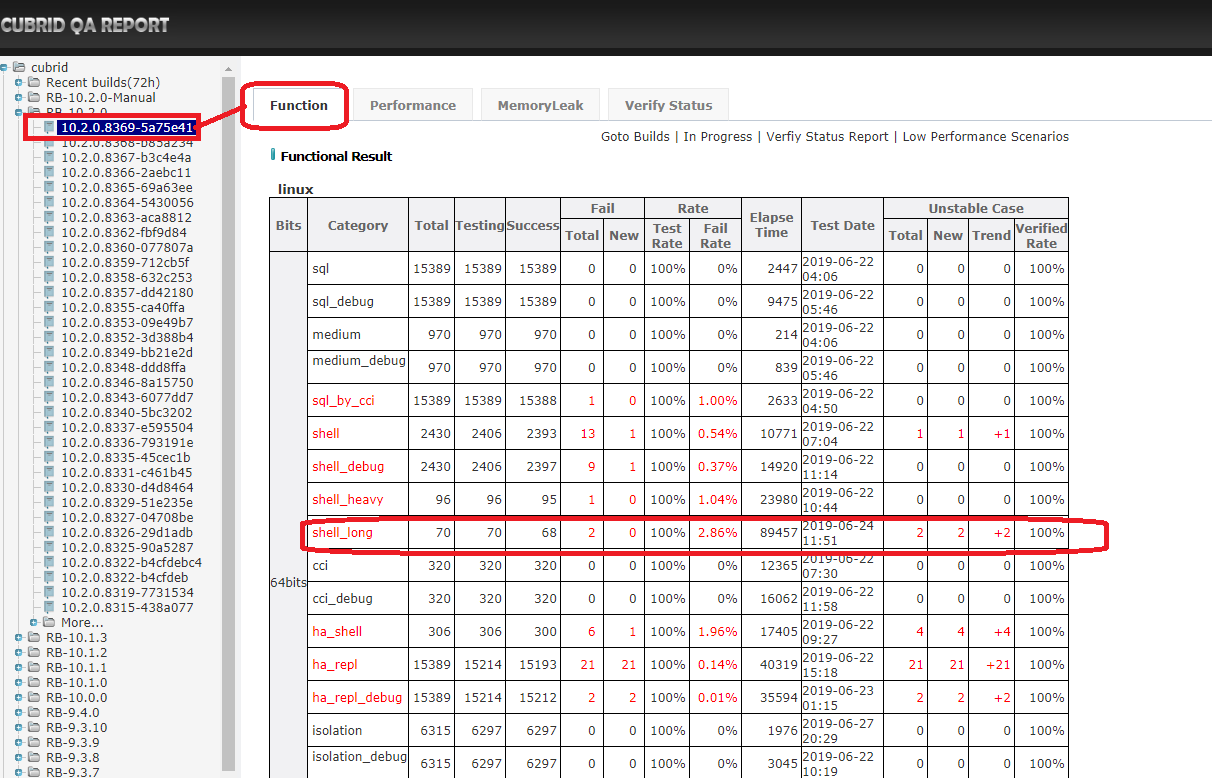 CUBRID QA REPORT
cubrid
Recent builds(72h)
RB-10.2.0-Manual
RB-10.2.0
10.2.0.8369-5a75e41
10.2.0.8368-b85a234
10.2.0.8367-b3c4e4a
10.2.0.8366-2aebc11
10.2.0.8365-69a63ee
10.2.0.8364-5430056
10.2.0.8363-aca8812
10.2.0.8362-fbf9d84
10.2.0.8360-077807a
10.2.0.8359-712cb5f
10.2.0.8358-632c253
10.2.0.8357-dd42180
10.2.0.8355-ca40ffa
10.2.0.8353-09e49b7
10.2.0.8352-3d388b4
10.2.0.8349-bb21e2d
10.2.0.8348-ddd8ffa
10.2.0.8346-8a15750
10.2.0.8343-6077dd7
10.2.0.8340-5bc3202
10.2.0.8337-e595504
10.2.0.8336-793191e
10.2.0.8335-45cec1b
10.2.0.8331-c461b45
10.2.0.8330-d4d8464
10.2.0.8329-51e235e
10.2.0.8327-04708be
10.2.0.8326-29d1adb
10.2.0.8325-90a5287
10.2.0.8322-b4cfdebc4
10.2.0.8322-b4cfdeb
10.2.0.8319-7731534
10.2.0.8315-438a077
More...
RB-10.1.3
RB-10.1.2
RB-10.1.1
RB-10.1.0
RB-10.0.0
RB-9.4.0
RB-9.3.10
RB-9.3.9
RB-9.3.8
RB-9.3.7
Function Performance MemoryLeak Verify Status
Goto Builds | In Progress | Verfiy Status Report | Low Performance Scenarios
Functional Result
linux
Bits Category Total Testing Success Fail Rate Elapse Time Test Date Unstable Case
Total New Test Rate Fail Rate Total New Trend Verified Rate
64bits
sql 15389 15389 15389 0 0 100% 0% 2447 2019-06-22 04:06 0 0 0 100%
sql_debug 15389 15389 15389 0 0 100% 0% 9475 2019-06-22 05:46 0 0 0 100%
medium 970 970 970 0 0 100% 0% 214 2019-06-22 04:06 0 0 0 100%
medium_debug 970 970 970 0 0 100% 0% 839 2019-06-22 05:46 0 0 0 100%
sql_by_cci 15389 15389 15388 1 0 100% 1.00% 2633 2019-06-22 04:50 0 0 0 100%
shell 2430 2406 2393 13 1 100% 0.54% 10771 2019-06-22 07:04 1 1 +1 100%
shell_debug 2430 2406 2397 9 1 100% 0.37% 14920 2019-06-22 11:14 0 0 0 100%
shell_heavy 96 96 95 1 0 100% 1.04% 23980 2019-06-22 10:44 0 0 0 100%
shell_long 70 70 68 2 0 100% 2.86% 89457 2019-06-24 11:51 2 2 +2 100%
cci 320 320 320 0 0 100% 0% 12365 2019-06-22 07:30 0 0 0 100%
cci_debug 320 320 320 0 0 100% 0% 16062 2019-06-22 11:58 0 0 0 100%
ha_shell 306 306 300 6 1 100% 1.96% 17405 2019-06-22 09:27 4 4 +4 100%
ha_repl 15389 15214 15193 21 21 100% 0.14% 40319 2019-06-22 15:18 21 21 +21 100%
ha_repl_debug 15389 15214 15212 2 2 100% 0.01% 35594 2019-06-23 01:15 2 2 +2 100%
isolation 6315 6297 6297 0 0 100% 0% 1976 2019-06-27 20:29 0 0 0 100%
isolation_debug 6315 6297 6297 0 0 100% 0% 3045 2019-06-22 10:19 0 0 0 100%